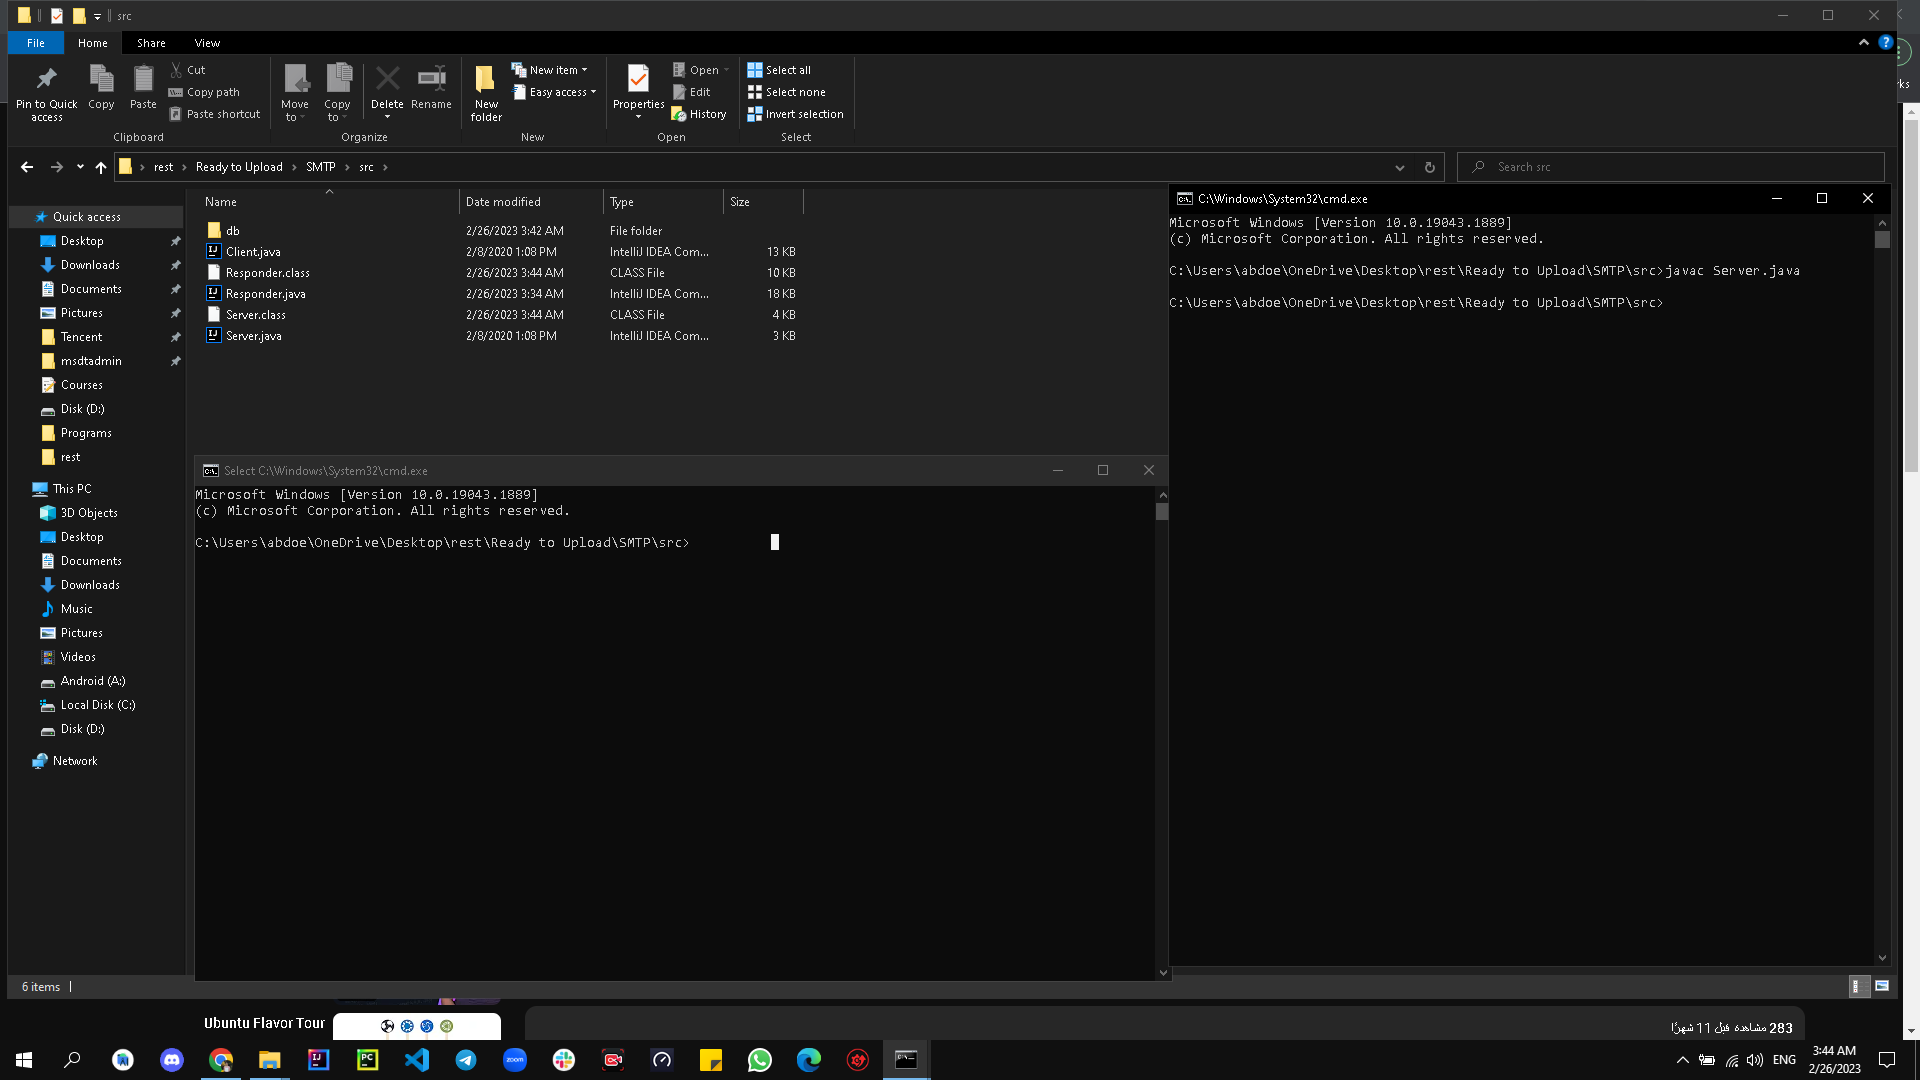 src
File
Home
Share
View
Pin to Quick access
Copy
Paste
Cut
Copy path
Paste shortcut
Clipboard
Move to
Copy to
Delete
Rename
Organize
New folder
New item
Easy access
New
Properties
Open
Edit
History
Open
Select all
Select none
Invert selection
Select
rks
rest
Ready to Upload
SMTP
src
Search src
Name
Date modified
Type
Size
db 2/26/2023 3:42 AM File folder
Client.java 2/8/2020 1:08 PM IntelliJ IDEA Com... 13 KB
Responder.class 2/26/2023 3:44 AM CLASS File 10 KB
Responder.java 2/26/2023 3:34 AM IntelliJ IDEA Com... 18 KB
Server.class 2/26/2023 3:44 AM CLASS File 4 KB
Server.java 2/8/2020 1:08 PM IntelliJ IDEA Com... 3 KB
Quick access
Desktop
Downloads
Documents
Pictures
Tencent
msdtadmin
Courses
Disk (D:)
Programs
rest
This PC
3D Objects
Desktop
Documents
Downloads
Music
Pictures
Videos
Android (A:)
Local Disk (C:)
Disk (D:)
Network
6 items
C:\Windows\System32\cmd.exe
Microsoft Windows [Version 10.0.19043.1889]
(c) Microsoft Corporation. All rights reserved.
C:\Users\abdoe\OneDrive\Desktop\rest\Ready to Upload\SMTP\src>javac Server.java
C:\Users\abdoe\OneDrive\Desktop\rest\Ready to Upload\SMTP\src>
Select C:\Windows\System32\cmd.exe
Microsoft Windows [Version 10.0.19043.1889]
(c) Microsoft Corporation. All rights reserved.
C:\Users\abdoe\OneDrive\Desktop\rest\Ready to Upload\SMTP\src>
Ubuntu Flavor Tour
283 مشاهدة قبل 11 شهرًا
ENG
3:44 AM
2/26/2023